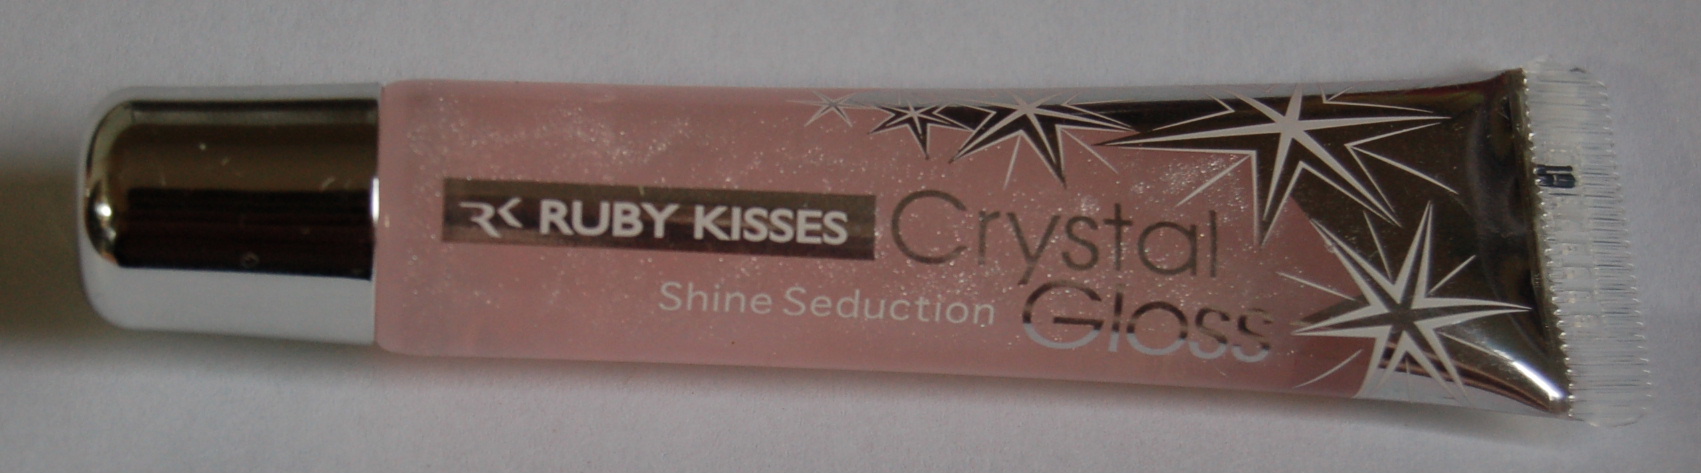 RK RUBY KISSES
Crystal
Gloss
Shine Seduction